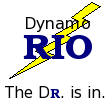 Dynamo
RIO
The DR. is in.